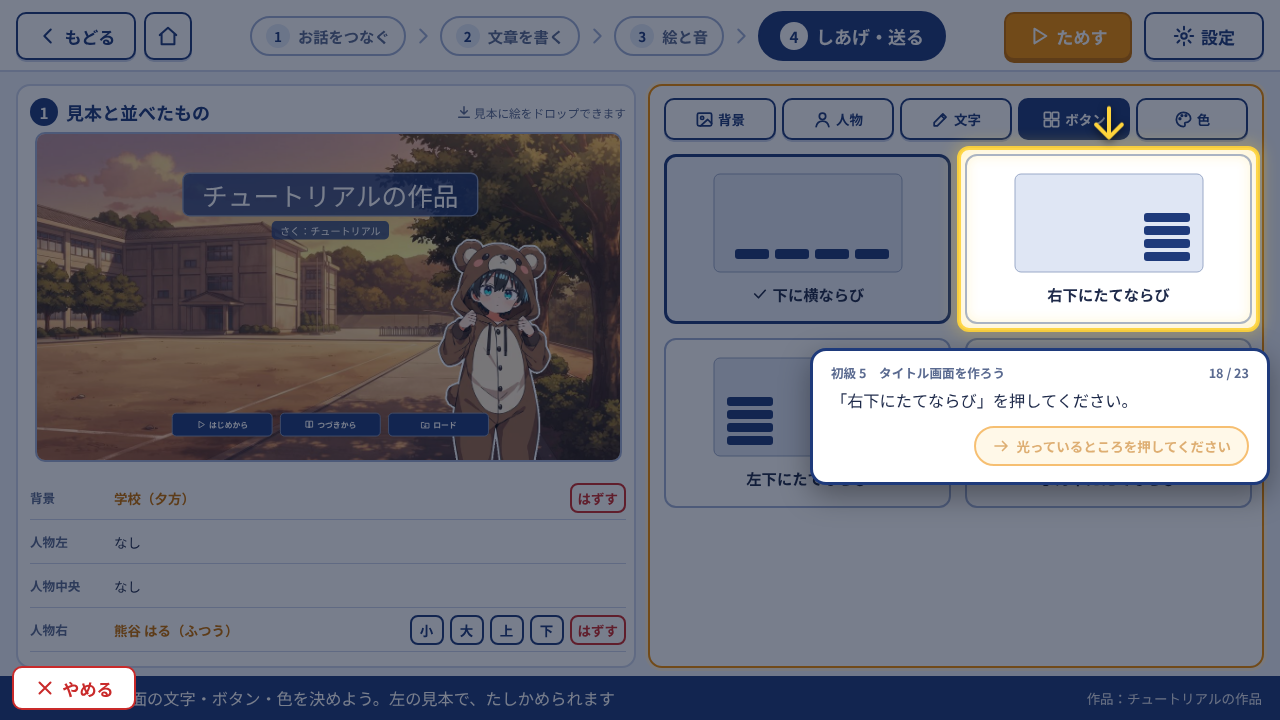 もどる
1 お話をつなぐ
2 文章を書く
3 絵と音
4 しあげ・送る
ためす
設定
1 見本と並べたもの
見本に絵をドロップできます
チュートリアルの作品
さく：チュートリアル
はじめから
つづきから
ロード
背景 学校（夕方） はずす
人物左 なし
人物中央 なし
人物右 熊谷 はる（ふつう） 小 大 上 下 はずす
背景
人物
文字
ボタン
色
下に横ならび
右下にたてならび
左下にたて
初級 5 タイトル画面を作ろう 18 / 23
「右下にたてならび」を押してください。
光っているところを押してください
やめる
面の文字・ボタン・色を決めよう。左の見本で、たしかめられます
作品：チュートリアルの作品